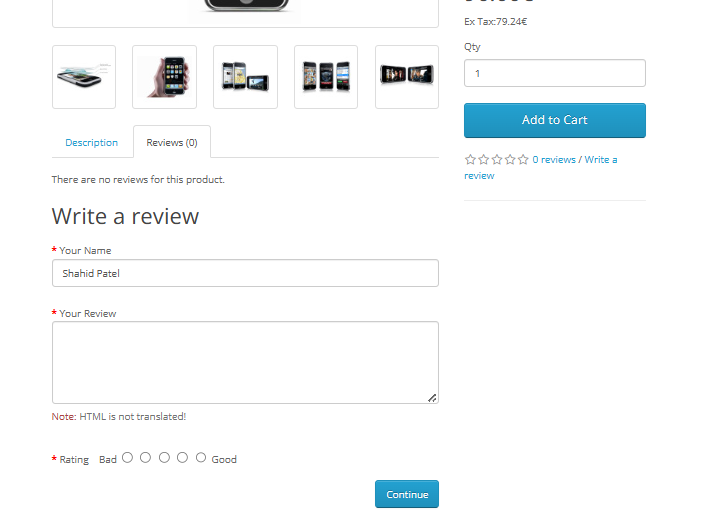 Ex Tax:79.24€
Qty
1
Add to Cart
0 reviews / Write a
review
Description
Reviews (0)
There are no reviews for this product.
Write a review
* Your Name
Shahid Patel
* Your Review
Note: HTML is not translated!
* Rating Bad Good
Continue